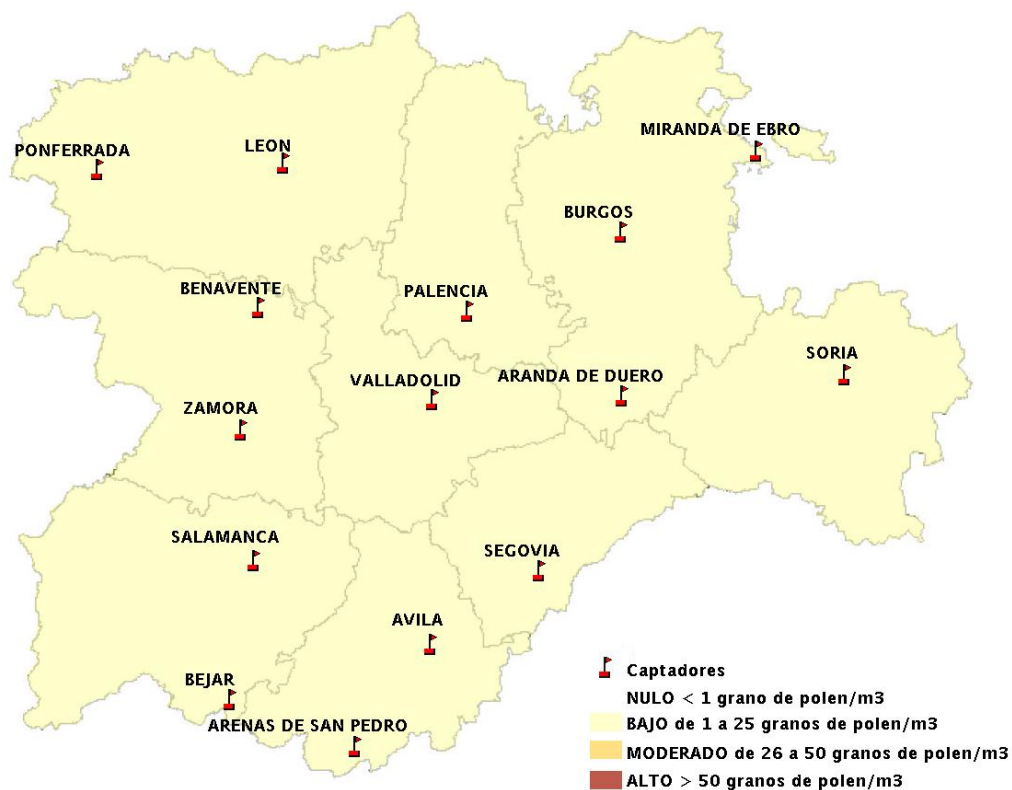 MIRANDA DE EBRO
PONFERRADA
LEON
BURGOS
BENAVENTE
PALENCIA
SORIA
VALLADOLID
ARANDA DE DUERO
ZAMORA
SALAMANCA
SEGOVIA
AVILA
BEJAR
ARENAS DE SAN PEDRO
Captadores
NULO < 1 grano de polen/m3
BAJO de 1 a 25 granos de polen/m3
MODERADO de 26 a 50 granos de polen/m3
ALTO > 50 granos de polen/m3